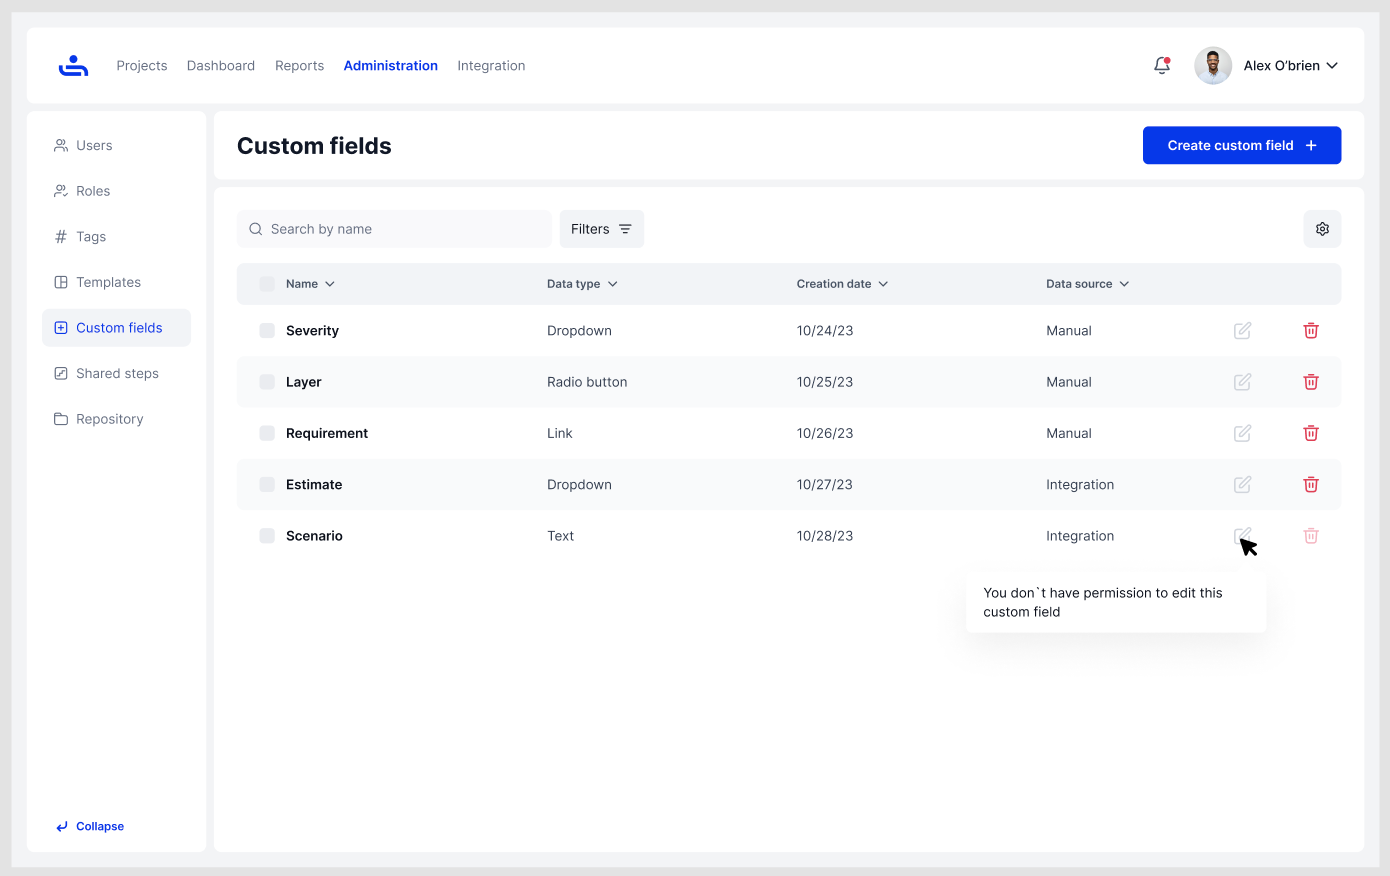 Projects Dashboard Reports Administration Integration Alex O’brien
Users
Roles
Tags
Templates
Custom fields
Shared steps
Repository
Collapse
Custom fields Create custom field
Search by name Filters
Name Data type Creation date Data source
Severity Dropdown 10/24/23 Manual
Layer Radio button 10/25/23 Manual
Requirement Link 10/26/23 Manual
Estimate Dropdown 10/27/23 Integration
Scenario Text 10/28/23 Integration
You don`t have permission to edit this
custom field